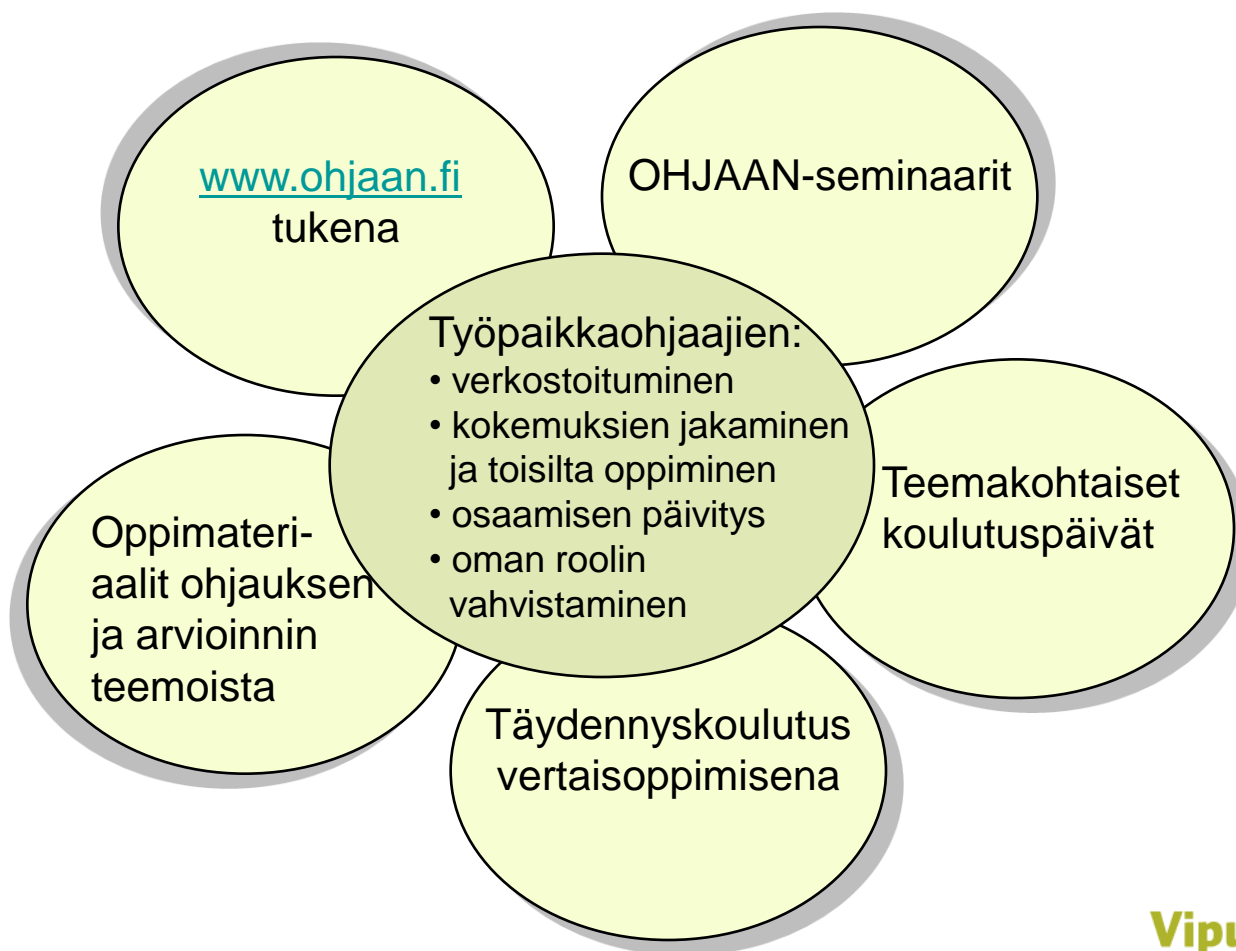 www.ohjaan.fi
tukena
OHJAAN-seminaarit
Työpaikkaohjaajien:
• verkostoituminen
• kokemuksien jakaminen
ja toisilta oppiminen
• osaamisen päivitys
• oman roolin
vahvistaminen
Teemakohtaiset
koulutuspäivät
Oppimateri-
aalit ohjauksen
ja arvioinnin
teemoista
Täydennyskoulutus
vertaisoppimisena